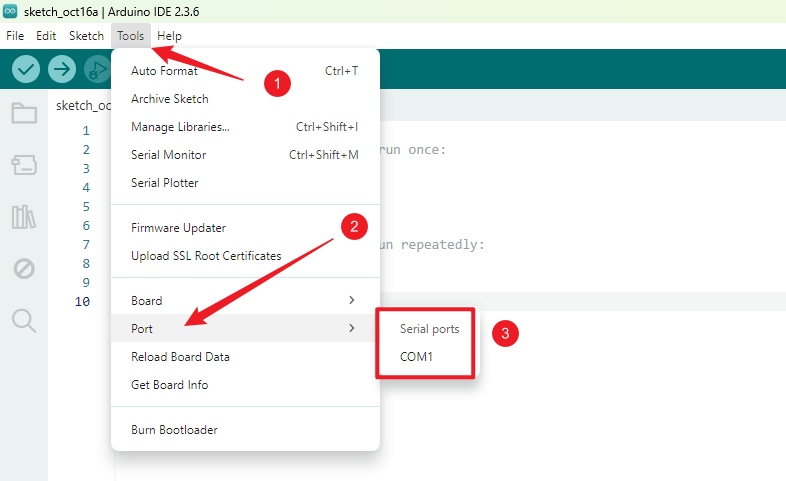 sketch_oct16a | Arduino IDE 2.3.6
File Edit Sketch Tools Help
Auto Format Ctrl+T
1
Archive Sketch
sketch_oc
Manage Libraries... Ctrl+Shift+I
1
Serial Monitor Ctrl+Shift+M
2
run once:
3
Serial Plotter
4
5
6
Firmware Updater
2
7
un repeatedly:
8
Upload SSL Root Certificates
9
10
Board
Port
Serial ports
3
Reload Board Data
COM1
Get Board Info
Burn Bootloader